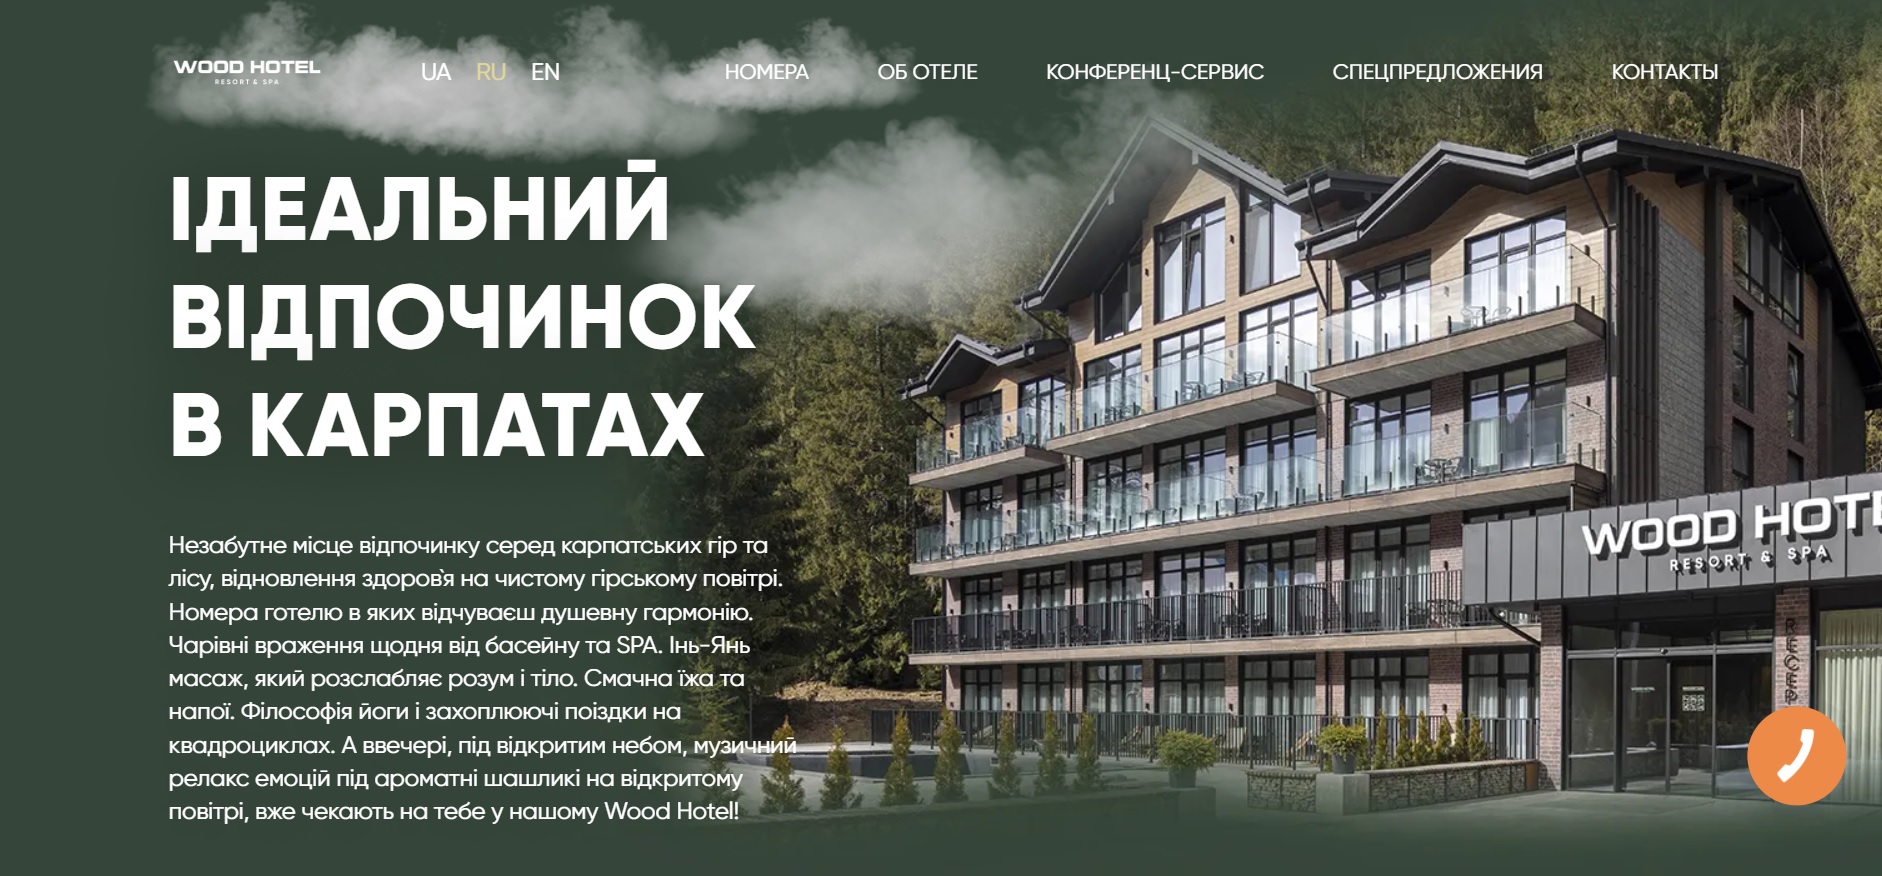 WOOD HOTEL
RESORT & SPA
UA RU EN
НОМЕРА ОБ ОТЕЛЕ КОНФЕРЕНЦ-СЕРВИС СПЕЦПРЕДЛОЖЕНИЯ КОНТАКТЫ
ІДЕАЛЬНИЙ
ВІДПОЧИНОК
В КАРПАТАХ
Незабутне місце відпочинку серед карпатських гір та
лісу, відновлення здоров`я на чистому гірському повітрі.
Номера готелю в яких відчуваєш душевну гармонію.
Чарівні враження щодня від басейну та SPA. Інь-Янь
масаж, який розслабляє розум і тіло. Смачна їжа та
напої. Філософія йоги і захоплюючі поїздки на
квадроциклах. А ввечері, під відкритим небом, музичний
релакс емоцій під ароматні шашликі на відкритому
повітрі, вже чекають на тебе у нашому Wood Hotel!
WOOD HOTE
RESORT & SPA